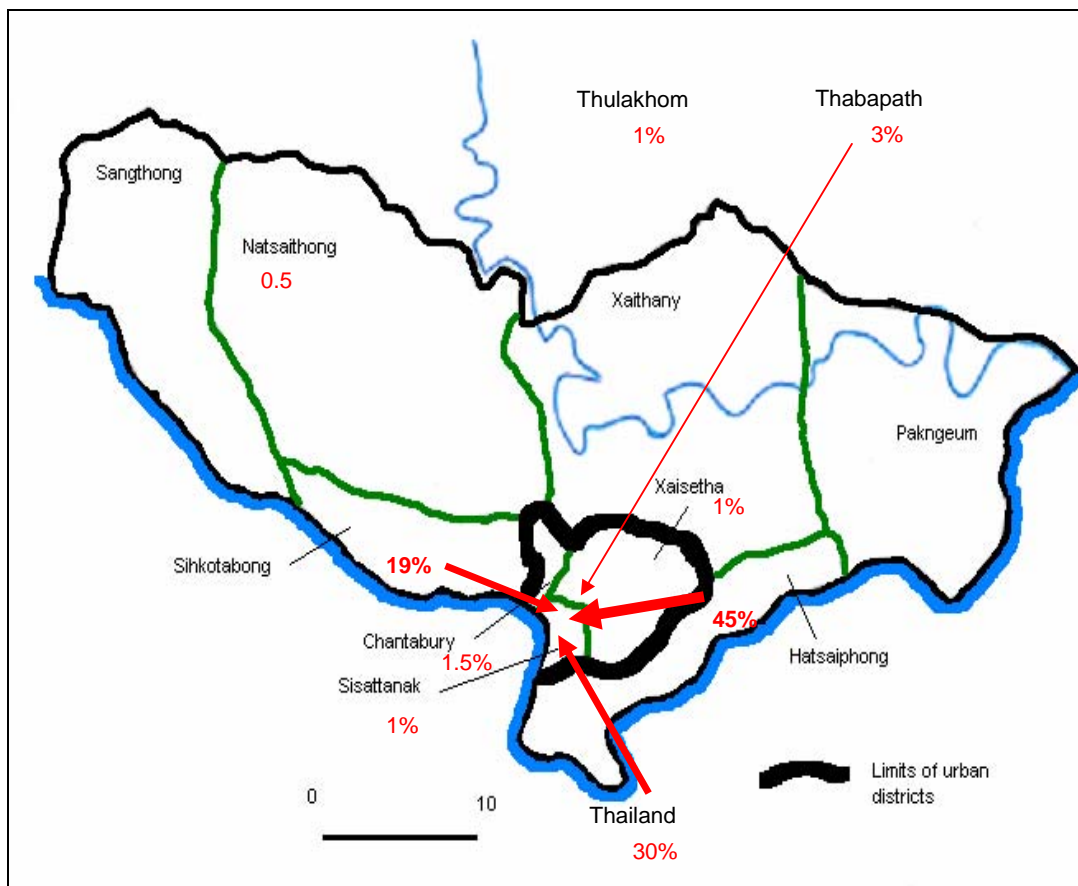 Thulakhom
1%
Thabapath
3%
Sangthong
Natsaithong
0.5
Xaithany
Pakngeum
Xaisetha
1%
Sihkotabong
19%
Chantabury
1.5%
45%
Hatsaiphong
Sisattanak
1%
Limits of urban
districts
0
10
Thailand
30%